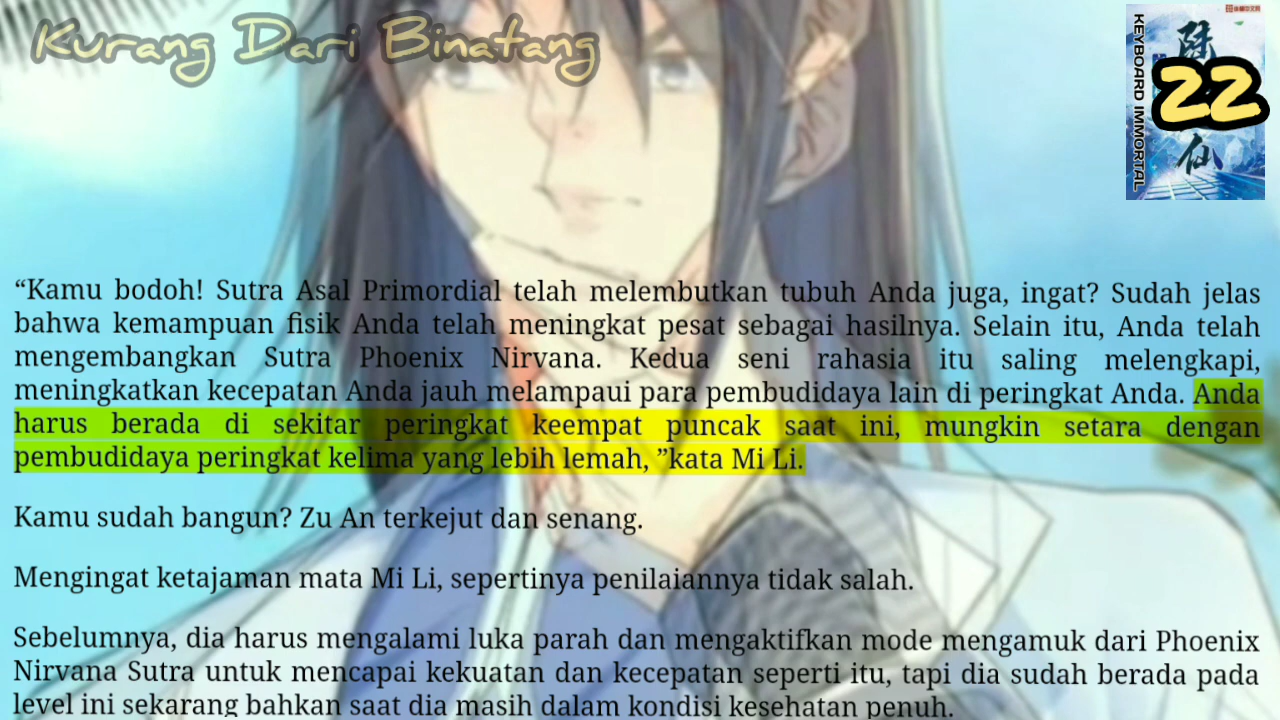 Kurang Dari Binatang
KEYBOARD IMMORTAL
22
仙
“Kamu bodoh! Sutra Asal Primordial telah melembutkan tubuh Anda juga, ingat? Sudah jelas
bahwa kemampuan fisik Anda telah meningkat pesat sebagai hasilnya. Selain itu, Anda telah
mengembangkan Sutra Phoenix Nirvana. Kedua seni rahasia itu saling melengkapi,
meningkatkan kecepatan Anda jauh melampaui para pembudidaya lain di peringkat Anda. Anda
harus berada di sekitar peringkat keempat puncak saat ini, mungkin setara dengan
pembudidaya peringkat kelima yang lebih lemah, ”kata Mi Li.
Kamu sudah bangun? Zu An terkejut dan senang.
Mengingat ketajaman mata Mi Li, sepertinya penilaiannya tidak salah.
Sebelumnya, dia harus mengalami luka parah dan mengaktifkan mode mengamuk dari Phoenix
Nirvana Sutra untuk mencapai kekuatan dan kecepatan seperti itu, tapi dia sudah berada pada
level ini sekarang bahkan saat dia masih dalam kondisi kesehatan penuh.